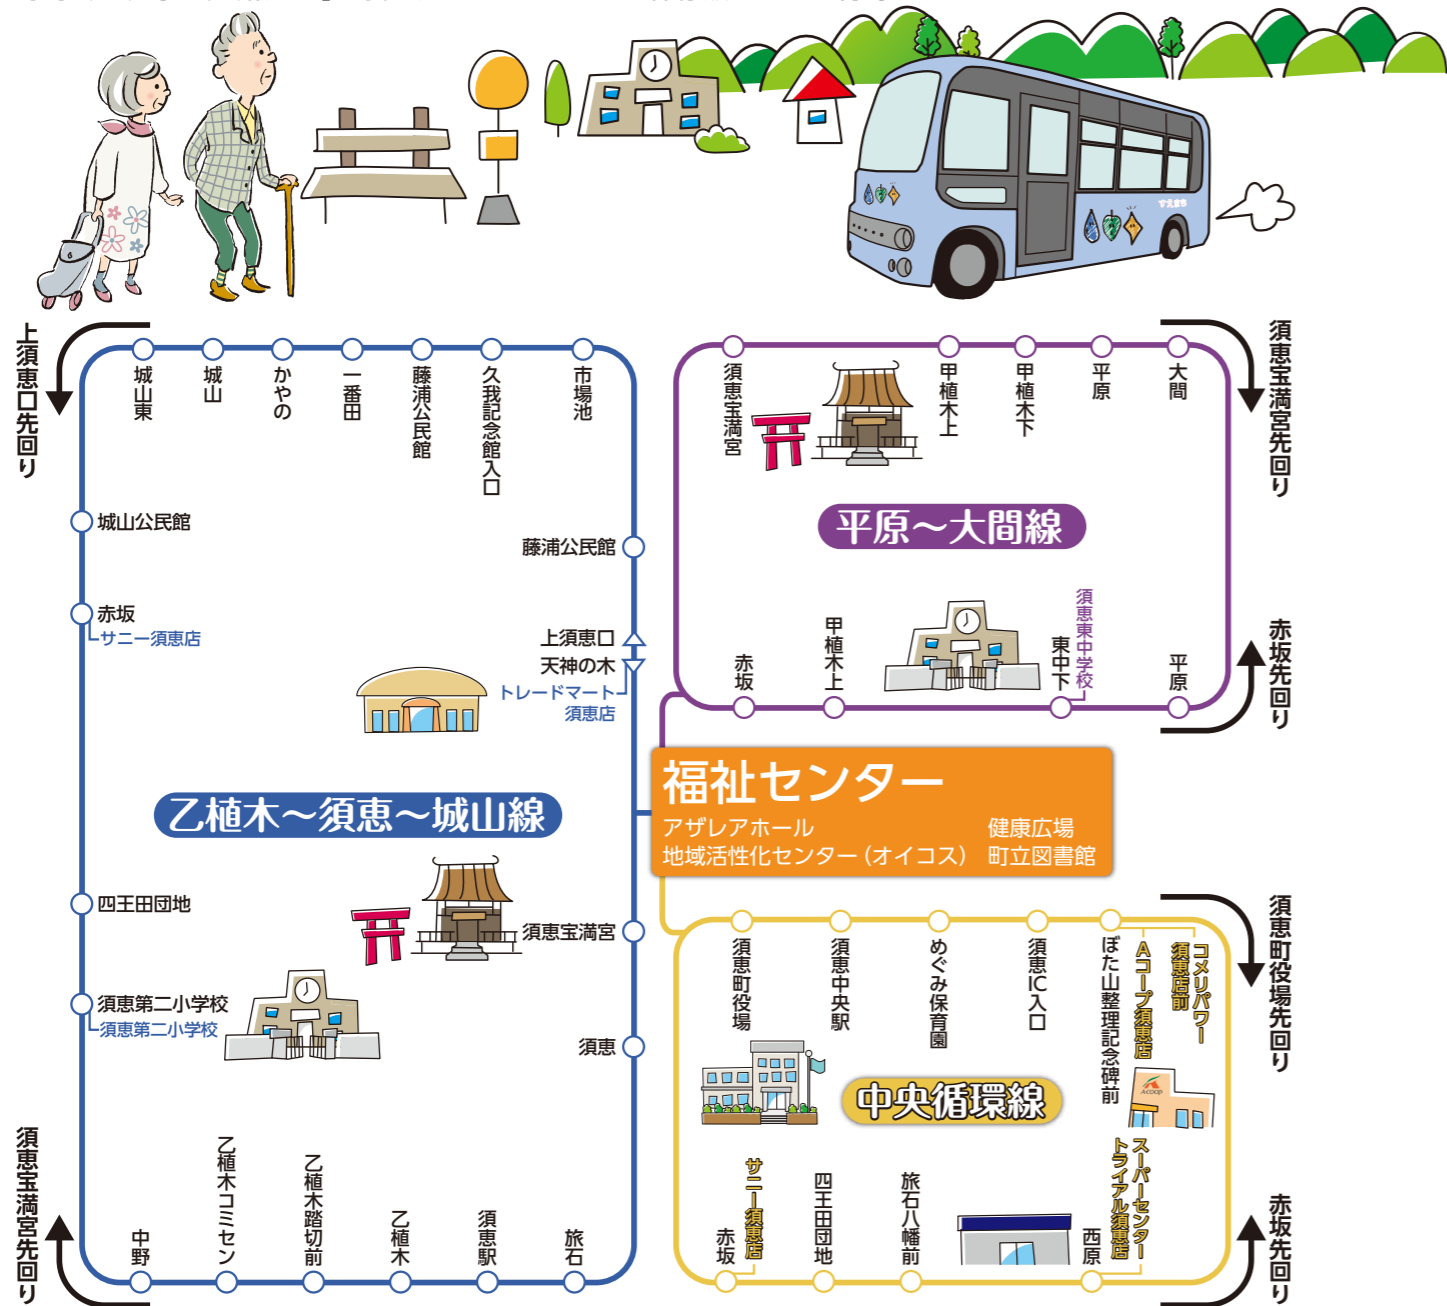 すえまち
上須恵口先回り
城山東
城山
かやの
一番田
藤浦公民館
久我記念館入口
市場池
城山公民館
赤坂
サニー須恵店
藤浦公民館
上須恵口
天神の木
トレードマート
須恵店
乙植木～須恵～城山線
四王田団地
須恵宝満宮
須恵第二小学校
須恵第二小学校
須恵
須恵宝満宮先回り
中野
乙植木コミセン
乙植木踏切前
乙植木
須恵駅
旅石
須恵宝満宮
甲植木上
甲植木下
平原
大間
須恵宝満宮先回り
平原～大間線
赤坂
甲植木上
東中下
須恵東中学校
平原
赤坂先回り
福祉センター
アザレアホール
健康広場
地域活性化センター（オイコス）
町立図書館
須恵町役場
須恵中央駅
めぐみ保育園
須恵IC入口
ぼた山整理記念碑前
Aコープ須恵店
コメリパワー
須恵店前
須恵町役場先回り
A-COOP
中央循環線
赤坂
サニー須恵店
四王田団地
旅石八幡前
西原
スーパーセンター
トライアル須恵店
赤坂先回り